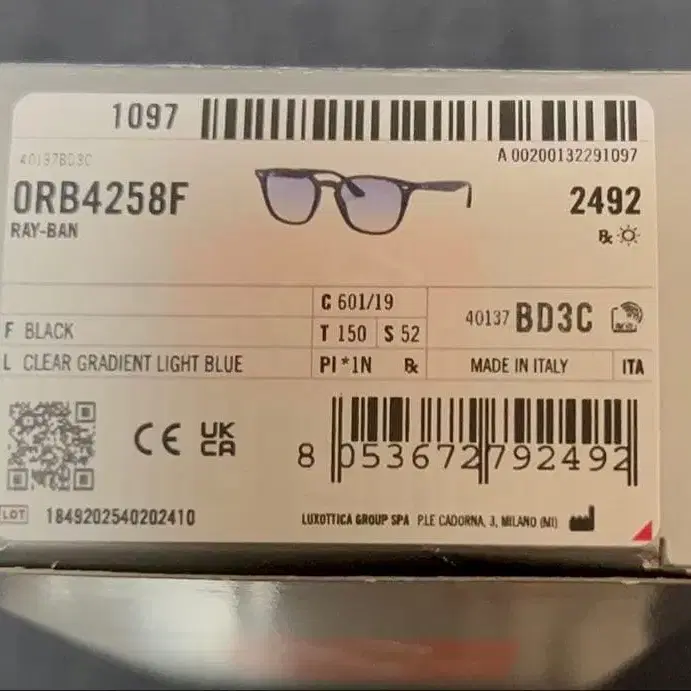 1097
A 00200132291097
40137BD3C
0RB4258F
2492
RAY-BAN
℞
C 601/19
F BLACK
T 150 S 52
40137 BD3C
L CLEAR GRADIENT LIGHT BLUE
PI*1N ℞
MADE IN ITALY
ITA
CE UK CA
8 053672 792492
LOT 1849202540202410
LUXOTTICA GROUP SPA P.LE CADORNA, 3, MILANO (MI)